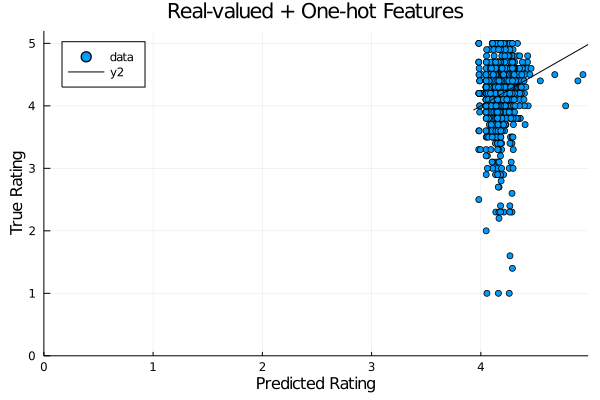 Real-valued + One-hot Features
data
y2
True Rating
5
4
3
2
1
0
0 1 2 3 4
Predicted Rating